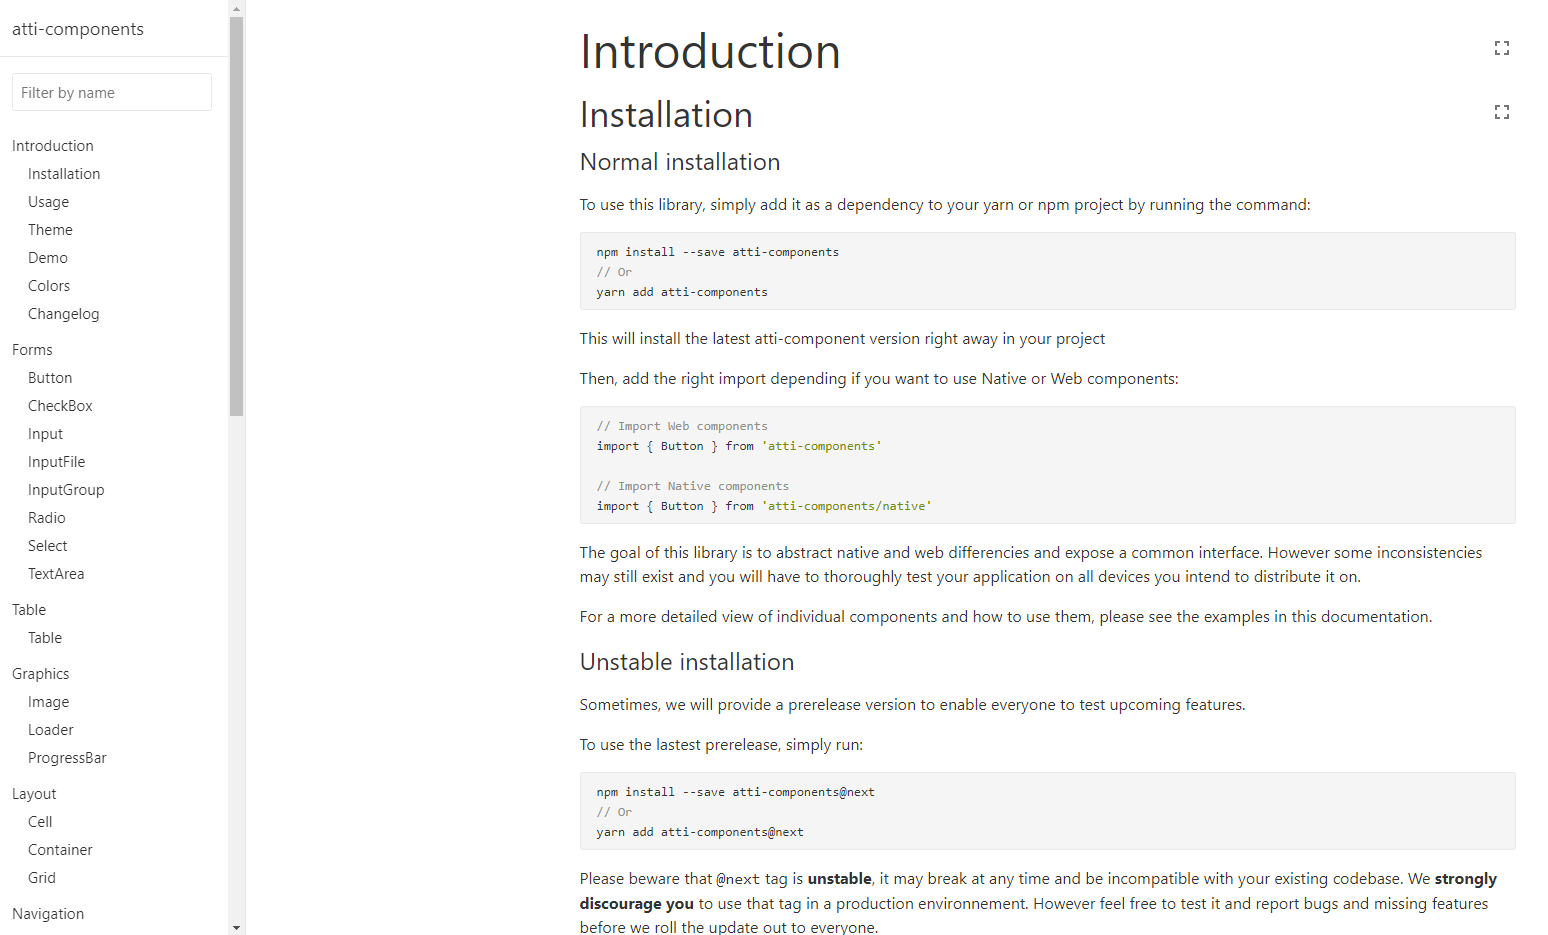 atti-components
Filter by name
Introduction
Installation
Usage
Theme
Demo
Colors
Changelog
Forms
Button
CheckBox
Input
InputFile
InputGroup
Radio
Select
TextArea
Table
Table
Graphics
Image
Loader
ProgressBar
Layout
Cell
Container
Grid
Navigation
Introduction
Installation
Normal installation
To use this library, simply add it as a dependency to your yarn or npm project by running the command:
npm install --save atti-components
// Or
yarn add atti-components
This will install the latest atti-component version right away in your project
Then, add the right import depending if you want to use Native or Web components:
// Import Web components
import { Button } from 'atti-components'
// Import Native components
import { Button } from 'atti-components/native'
The goal of this library is to abstract native and web differencies and expose a common interface. However some inconsistencies
may still exist and you will have to thoroughly test your application on all devices you intend to distribute it on.
For a more detailed view of individual components and how to use them, please see the examples in this documentation.
Unstable installation
Sometimes, we will provide a prerelease version to enable everyone to test upcoming features.
To use the lastest prerelease, simply run:
npm install --save atti-components@next
// Or
yarn add atti-components@next
Please beware that @next tag is unstable, it may break at any time and be incompatible with your existing codebase. We strongly
discourage you to use that tag in a production environnement. However feel free to test it and report bugs and missing features
before we roll the update out to everyone.